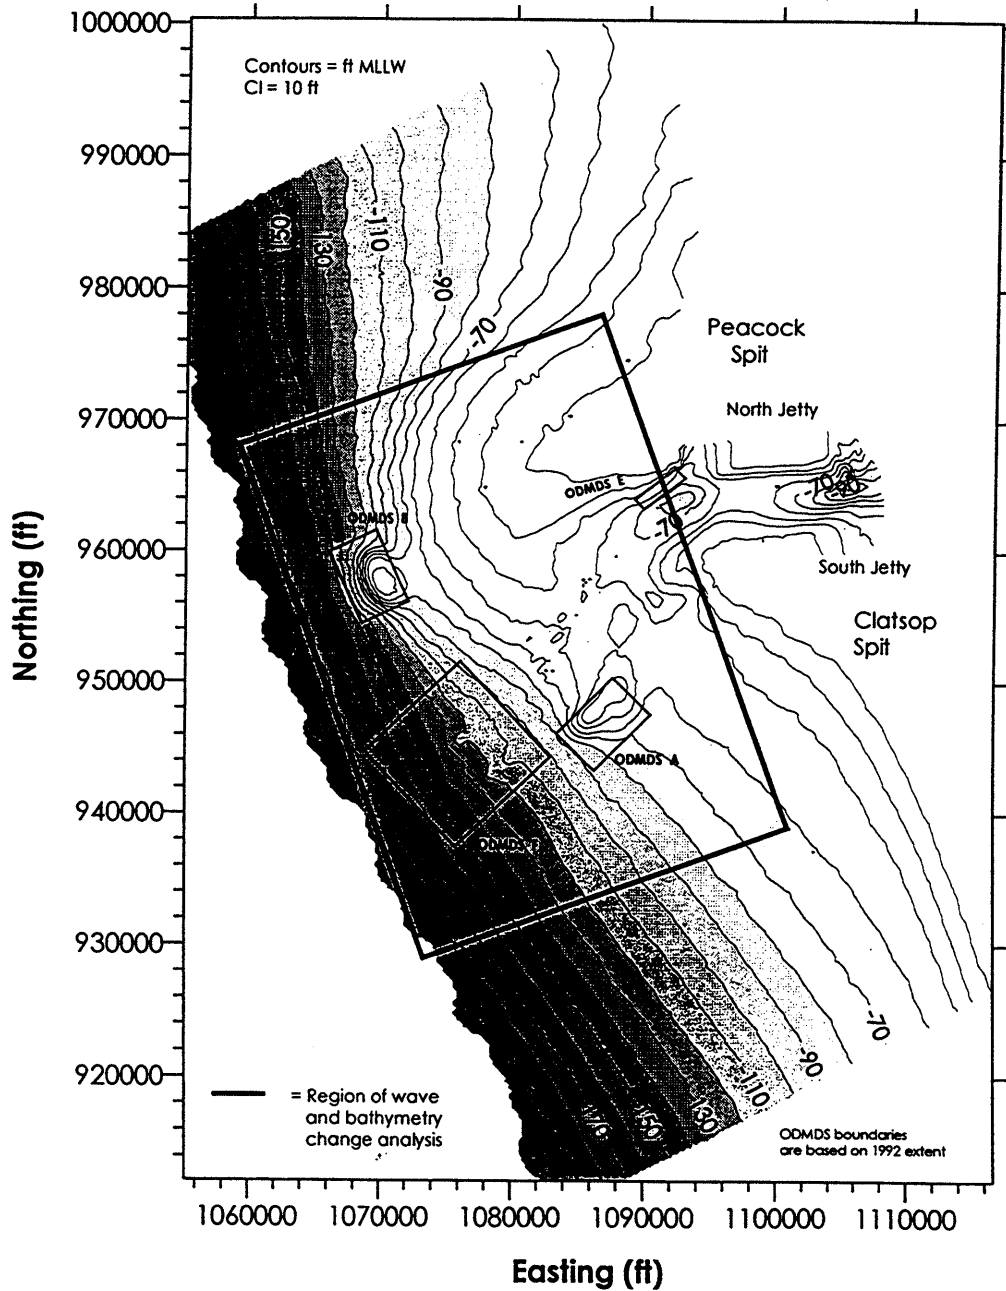 1000000
990000
980000
970000
960000
950000
940000
930000
920000
Northing (ft)
Contours = ft MLLW
CI = 10 ft
150
130
-110
-90
-70
Peacock
Spit
North Jetty
-70
-90
ODMDS E
-70
ODMDS B
South Jetty
Clatsop
Spit
ODMDS A
ODMDS F
-70
-90
-110
130
150
170
= Region of wave
and bathymetry
change analysis
ODMDS boundaries
are based on 1992 extent
1060000
1070000
1080000
1090000
1100000
1110000
Easting (ft)